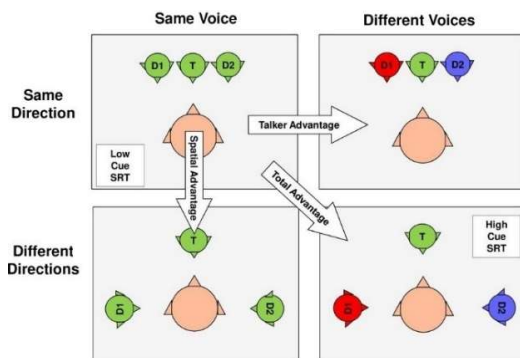 Same Voice
Different Voices
Same
Direction
D1
T
D2
D1
T
D2
Low
Cue
SRT
Talker Advantage
Spatial Advantage
Total Advantage
Different
Directions
T
D1
D2
T
High
Cue
SRT
D1
D2